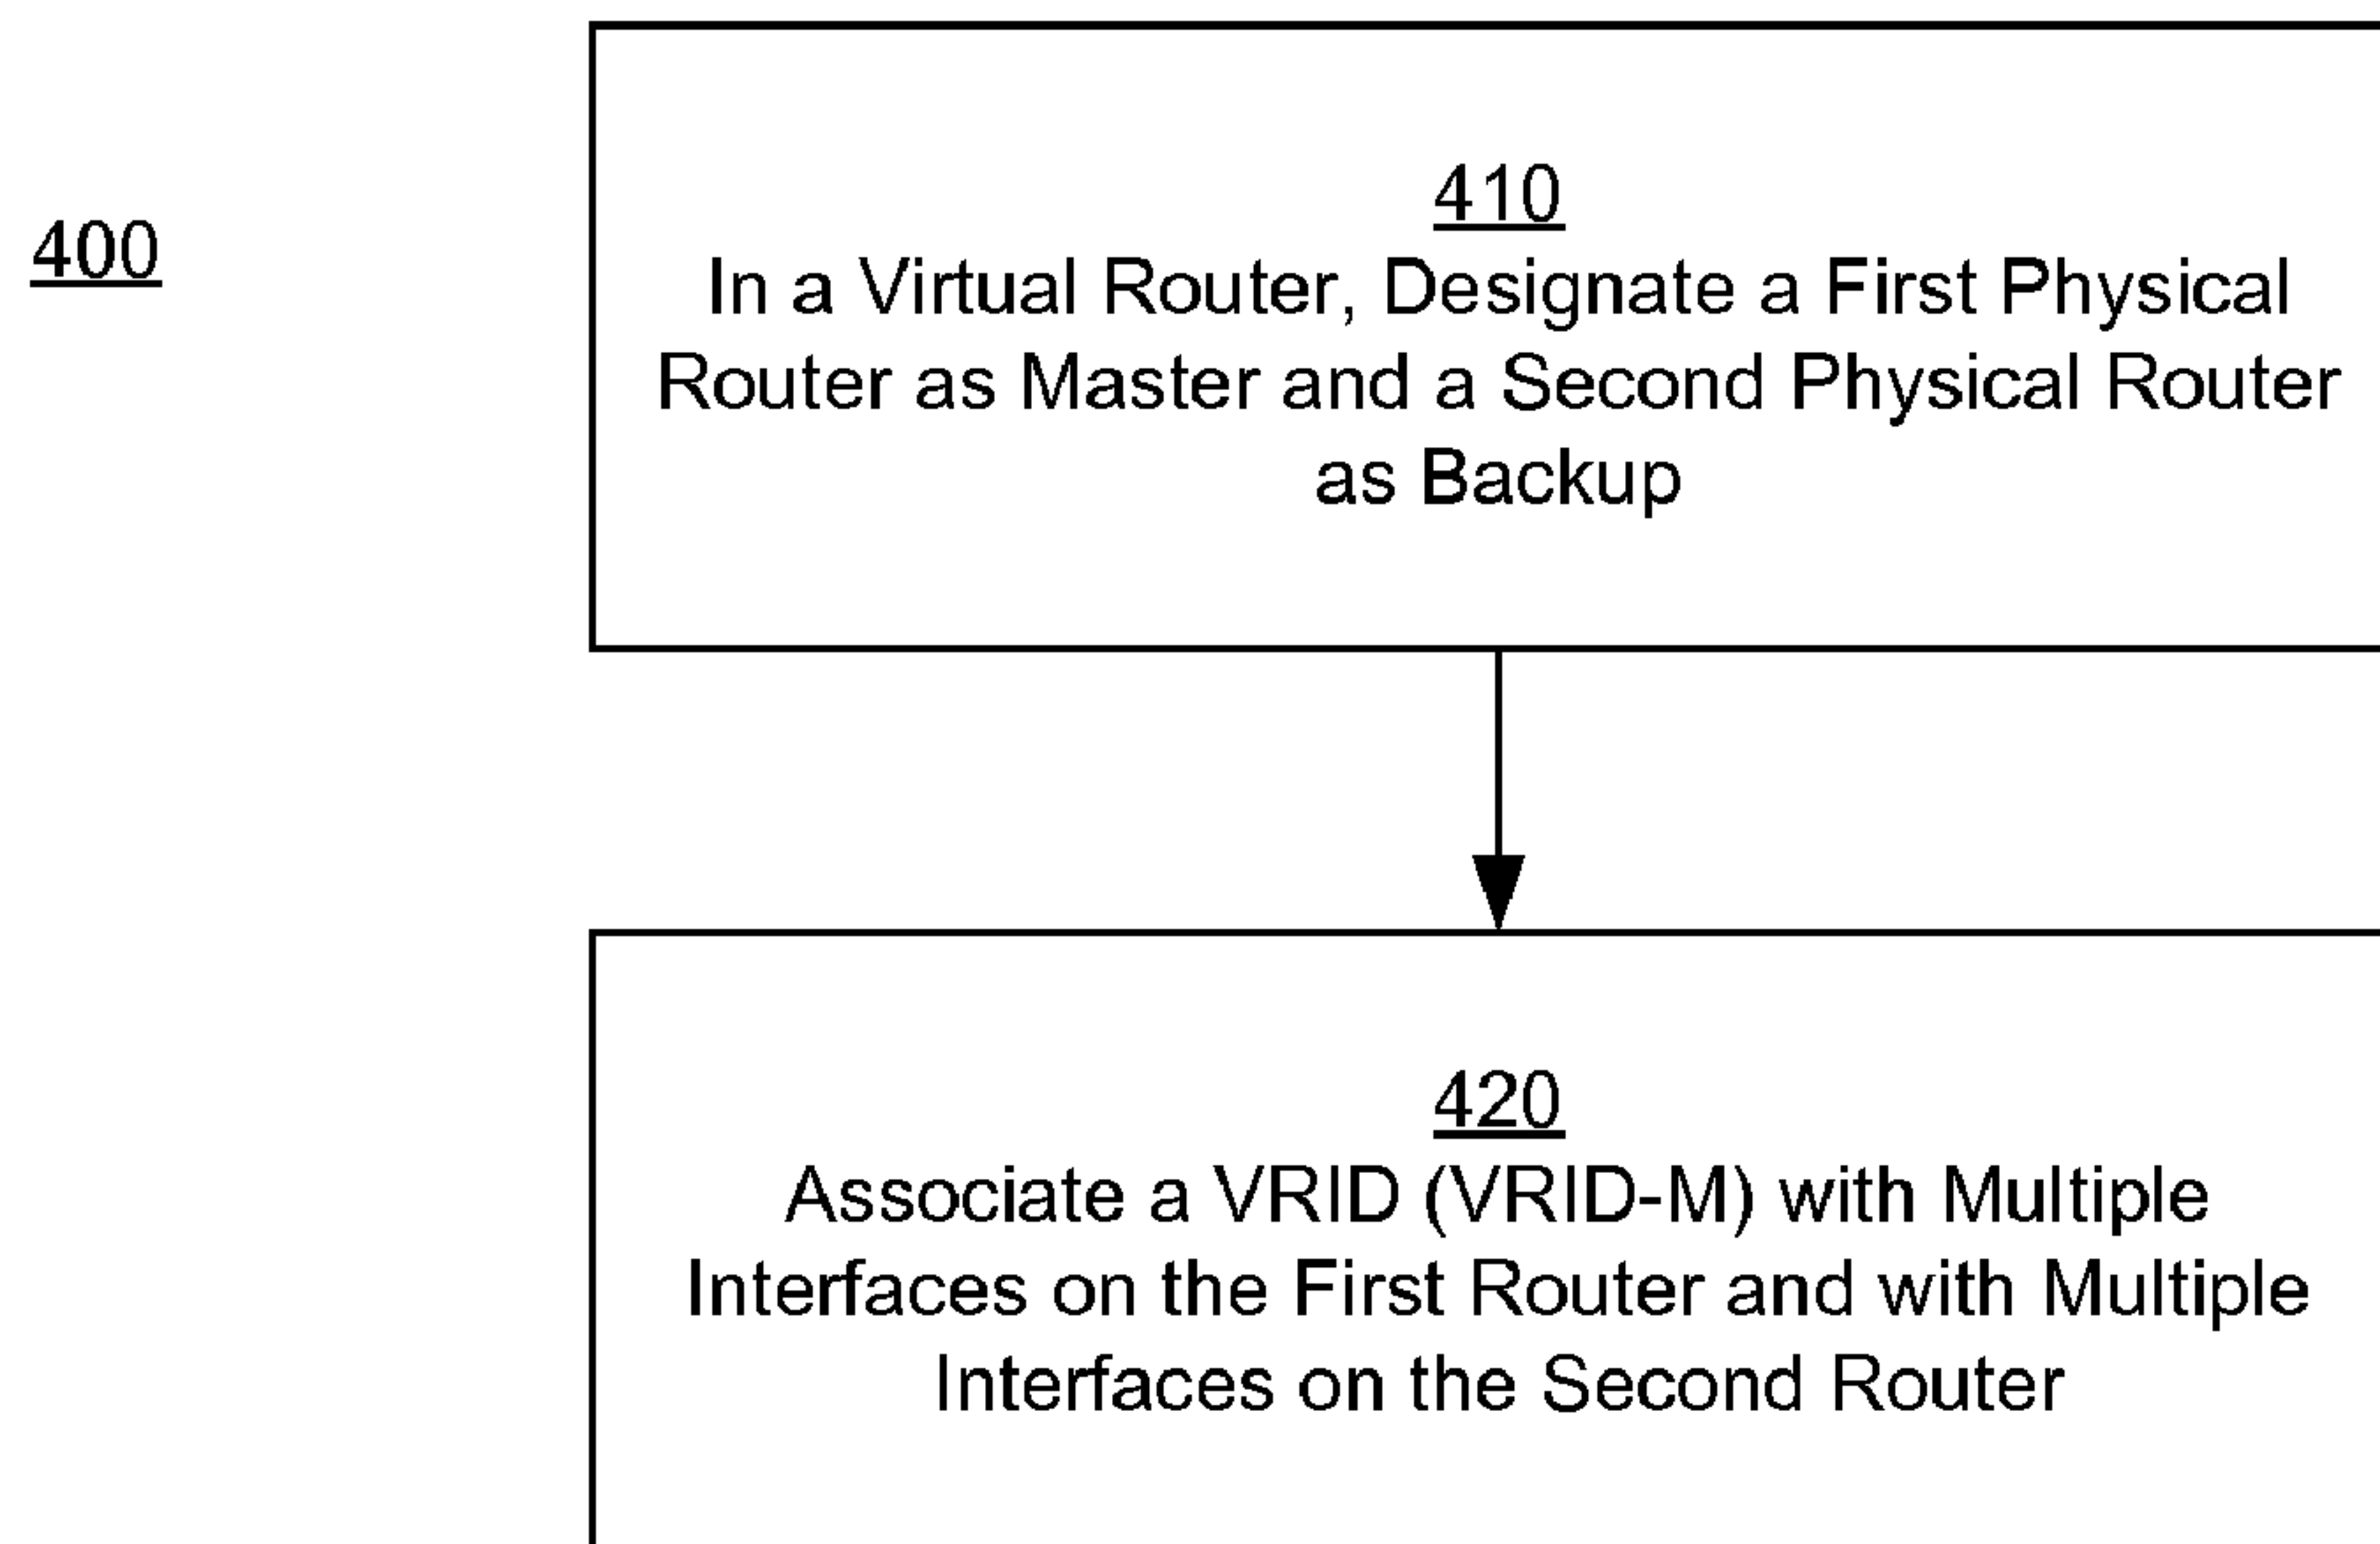 400
410
In a Virtual Router, Designate a First Physical
Router as Master and a Second Physical Router
as Backup
420
Associate a VRID (VRID-M) with Multiple
Interfaces on the First Router and with Multiple
Interfaces on the Second Router